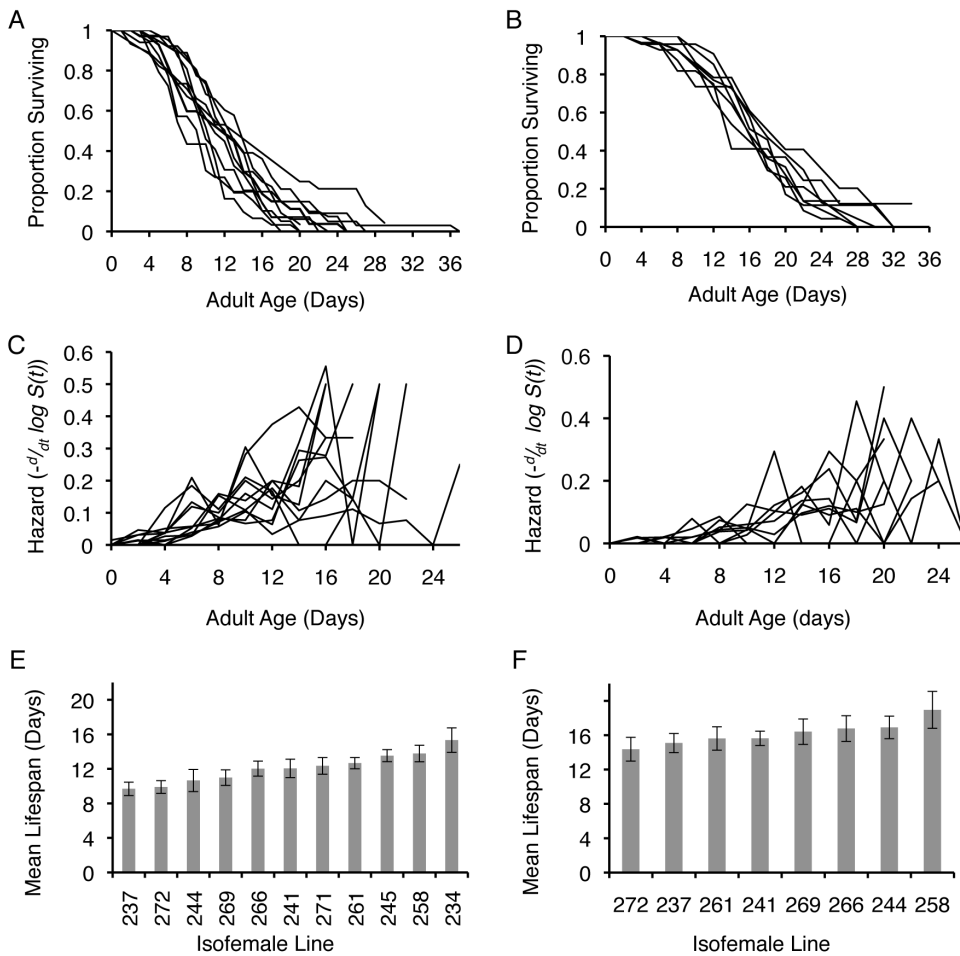 A
Proportion Surviving
1
0.8
0.6
0.4
0.2
0
0 4 8 12 16 20 24 28 32 36
Adult Age (Days)
B
Proportion Surviving
1
0.8
0.6
0.4
0.2
0
0 4 8 12 16 20 24 28 32 36
Adult Age (Days)
C
Hazard (-d/dt log S(t))
0.6
0.5
0.4
0.3
0.2
0.1
0
0 4 8 12 16 20 24
Adult Age (Days)
D
Hazard (-d/dt log S(t))
0.6
0.4
0.2
0
0 4 8 12 16 20 24
Adult Age (days)
E
Mean Lifespan (Days)
20
16
12
8
4
0
237 272 244 269 266 241 271 261 245 258 234
Isofemale Line
F
Mean Lifespan (Days)
16
12
8
4
0
272 237 261 241 269 266 244 258
Isofemale Line